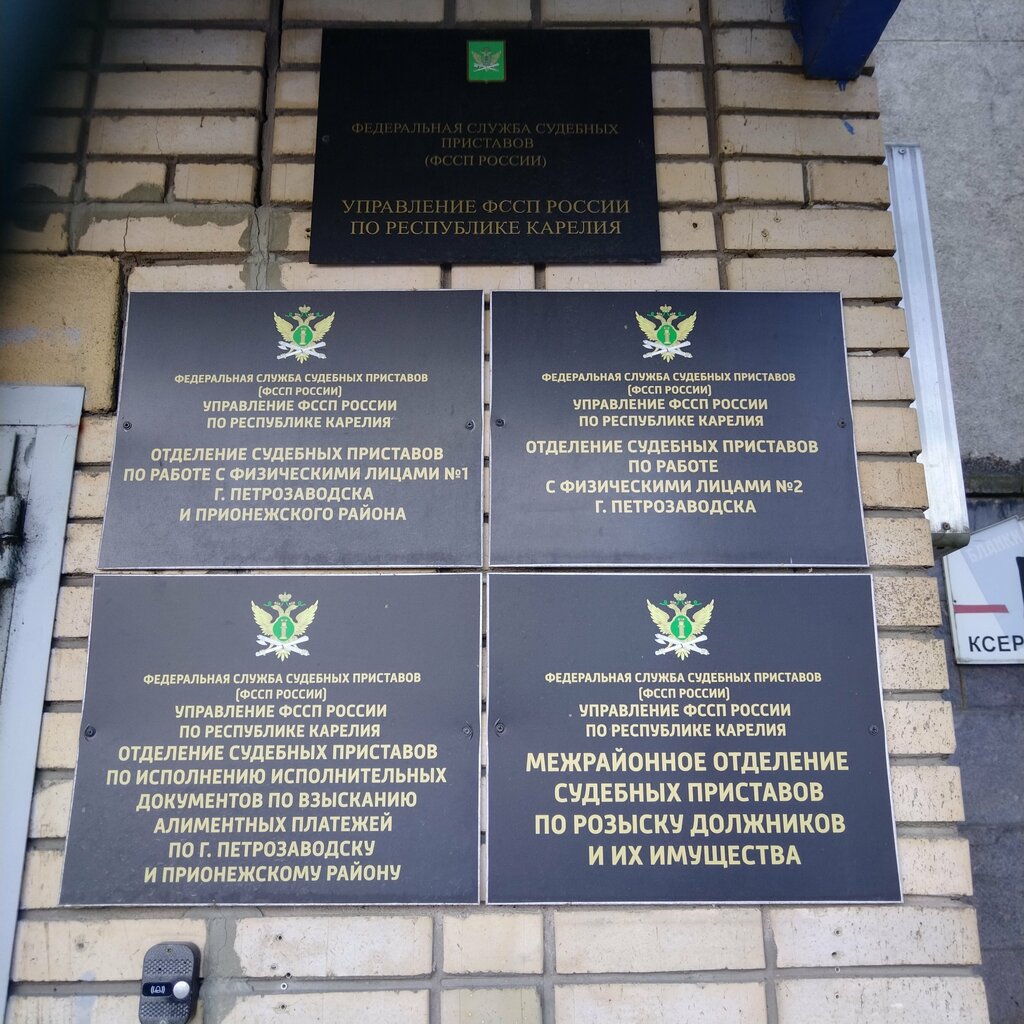 ФЕДЕРАЛЬНАЯ СЛУЖБА СУДЕБНЫХ
ПРИСТАВОВ
(ФССП РОССИИ)
УПРАВЛЕНИЕ ФССП РОССИИ
ПО РЕСПУБЛИКЕ КАРЕЛИЯ
ФЕДЕРАЛЬНАЯ СЛУЖБА СУДЕБНЫХ ПРИСТАВОВ
(ФССП РОССИИ)
УПРАВЛЕНИЕ ФССП РОССИИ
ПО РЕСПУБЛИКЕ КАРЕЛИЯ
ОТДЕЛЕНИЕ СУДЕБНЫХ ПРИСТАВОВ
ПО РАБОТЕ С ФИЗИЧЕСКИМИ ЛИЦАМИ №1
Г. ПЕТРОЗАВОДСКА
И ПРИОНЕЖСКОГО РАЙОНА
ФЕДЕРАЛЬНАЯ СЛУЖБА СУДЕБНЫХ ПРИСТАВОВ
(ФССП РОССИИ)
УПРАВЛЕНИЕ ФССП РОССИИ
ПО РЕСПУБЛИКЕ КАРЕЛИЯ
ОТДЕЛЕНИЕ СУДЕБНЫХ ПРИСТАВОВ
ПО РАБОТЕ
С ФИЗИЧЕСКИМИ ЛИЦАМИ №2
Г. ПЕТРОЗАВОДСКА
ФЕДЕРАЛЬНАЯ СЛУЖБА СУДЕБНЫХ ПРИСТАВОВ
(ФССП РОССИИ)
УПРАВЛЕНИЕ ФССП РОССИИ
ПО РЕСПУБЛИКЕ КАРЕЛИЯ
ОТДЕЛЕНИЕ СУДЕБНЫХ ПРИСТАВОВ
ПО ИСПОЛНЕНИЮ ИСПОЛНИТЕЛЬНЫХ
ДОКУМЕНТОВ ПО ВЗЫСКАНИЮ
АЛИМЕНТНЫХ ПЛАТЕЖЕЙ
ПО Г. ПЕТРОЗАВОДСКУ
И ПРИОНЕЖСКОМУ РАЙОНУ
ФЕДЕРАЛЬНАЯ СЛУЖБА СУДЕБНЫХ ПРИСТАВОВ
(ФССП РОССИИ)
УПРАВЛЕНИЕ ФССП РОССИИ
ПО РЕСПУБЛИКЕ КАРЕЛИЯ
МЕЖРАЙОННОЕ ОТДЕЛЕНИЕ
СУДЕБНЫХ ПРИСТАВОВ
ПО РОЗЫСКУ ДОЛЖНИКОВ
И ИХ ИМУЩЕСТВА
БЛАНКИ
КСЕР